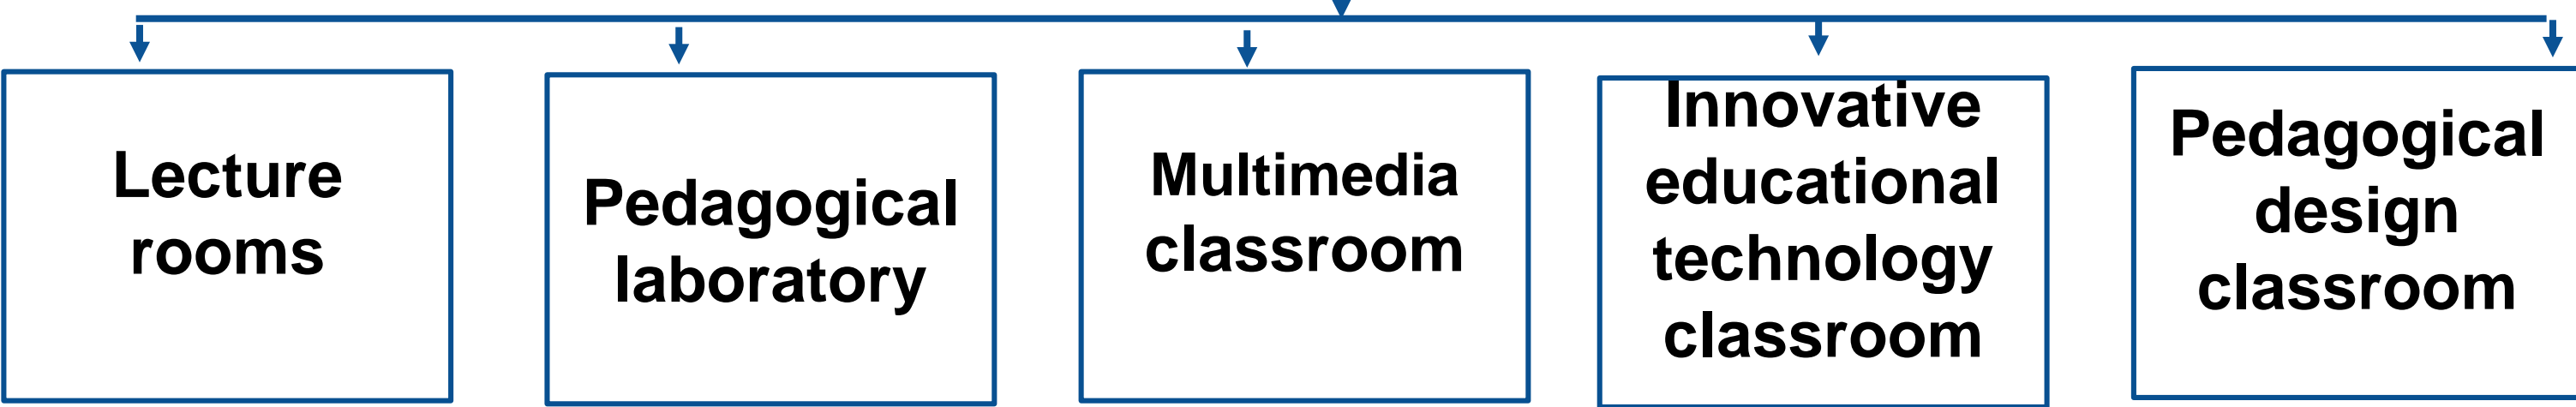 Lecture
rooms
Pedagogical
laboratory
Multimedia
classroom
Innovative
educational
technology
classroom
Pedagogical
design
classroom